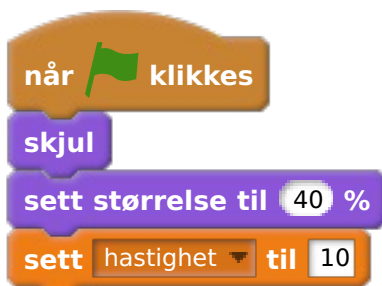 når klikkes
skjul
sett størrelse til 40 %
sett hastighet til 10